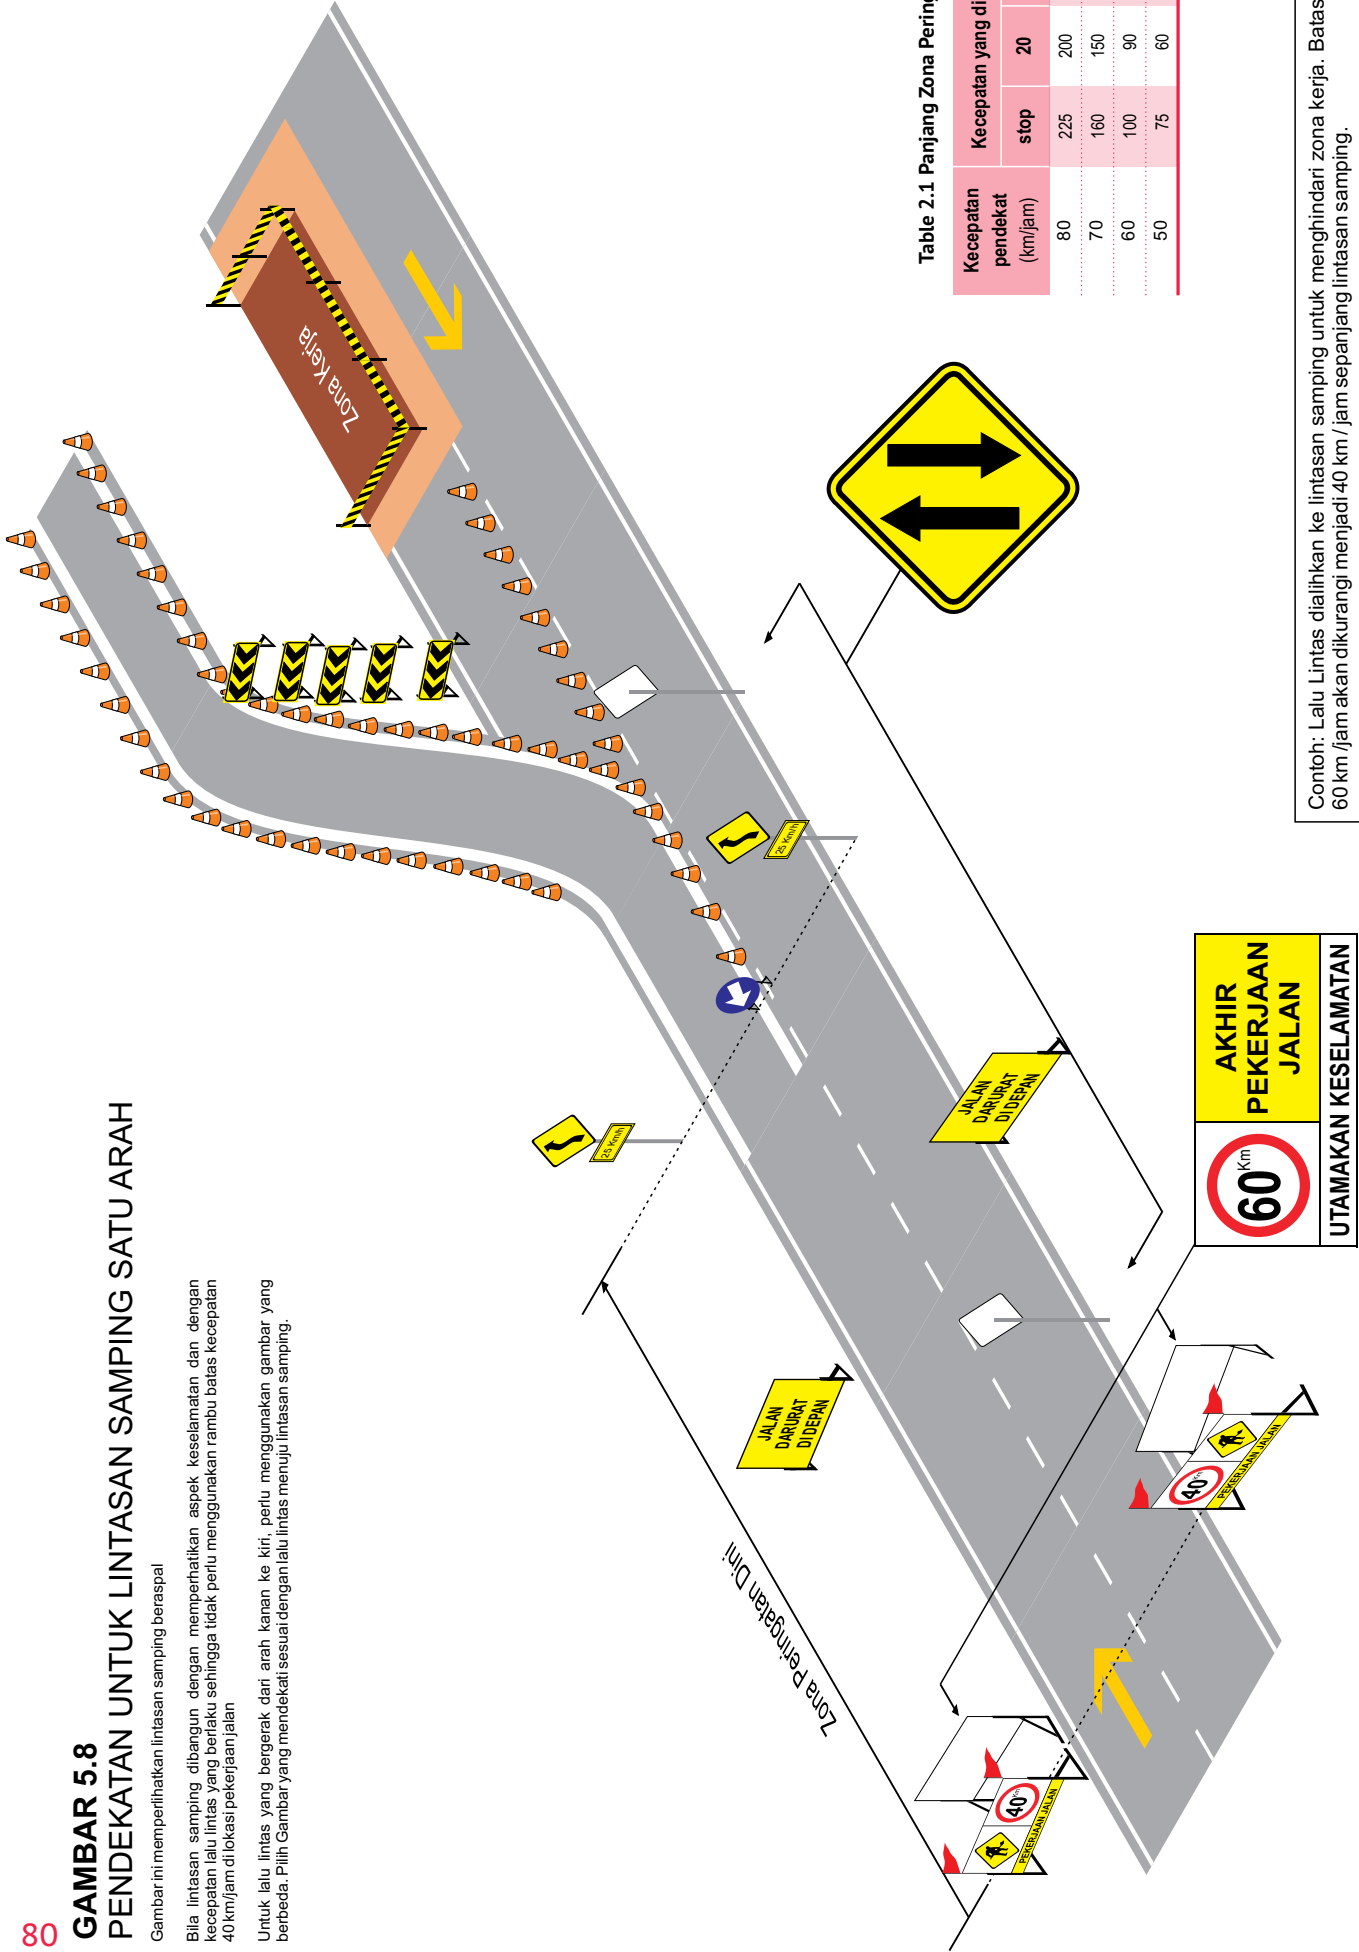 80
GAMBAR 5.8
PENDEKATAN UNTUK LINTASAN SAMPING SATU ARAH
Gambar ini memperlihatkan lintasan samping beraspal
Bila lintasan samping dibangun dengan memperhatikan aspek keselamatan dan dengan
kecepatan lalu lintas yang berlaku sehingga tidak perlu mengunakan rambu batas kecepatan
40 km/jam di lokasi pekerjaan jalan
Untuk lalu lintas yang bergerak dari arah kanan ke kiri, perlu menggunakan gambar yang
berbeda. Pilih Gambar yang mendekati sesuai dengan lalu lintas menuju lintasan samping.
Zona Kerja
25 Km/h
25 Km/h
JALAN
DARURAT
DI DEPAN
JALAN
DARURAT
DI DEPAN
Zona Peringatan Dini
40 Km
PEKERJAAN JALAN
40 Km
PEKERJAAN JALAN
60 Km
AKHIR
PEKERJAAN
JALAN
UTAMAKAN KESELAMATAN
Table 2.1 Panjang Zona Pering
Kecepatan
pendekat
(km/jam)
Kecepatan yang di
stop 20
80 225 200
70 160 150
60 100 90
50 75 60
Contoh: Lalu Lintas dialihkan ke lintasan samping untuk menghindari zona kerja. Batas
60 km /jam akan dikurangi menjadi 40 km / jam sepanjang lintasan samping.